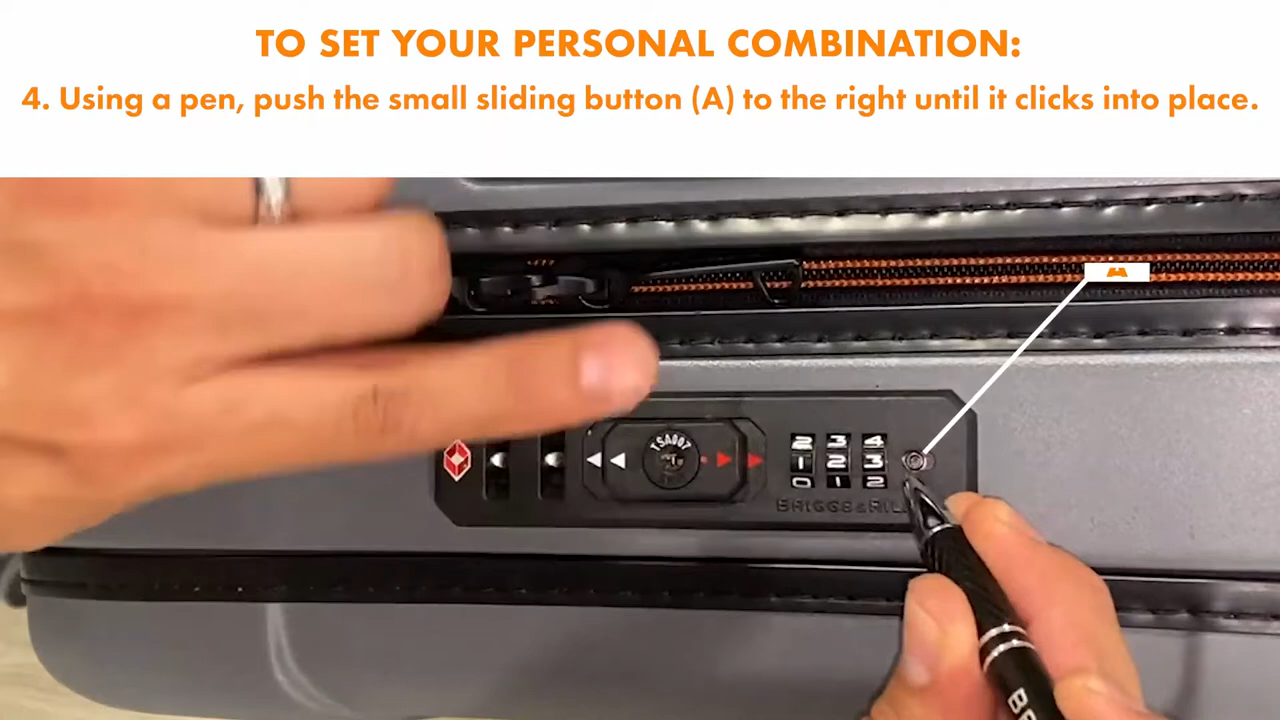 TO SET YOUR PERSONAL COMBINATION:
4. Using a pen, push the small sliding button (A) to the right until it clicks into place.
TSA007
2 3 4
1 2 3
0 1 2
BRIGGS &